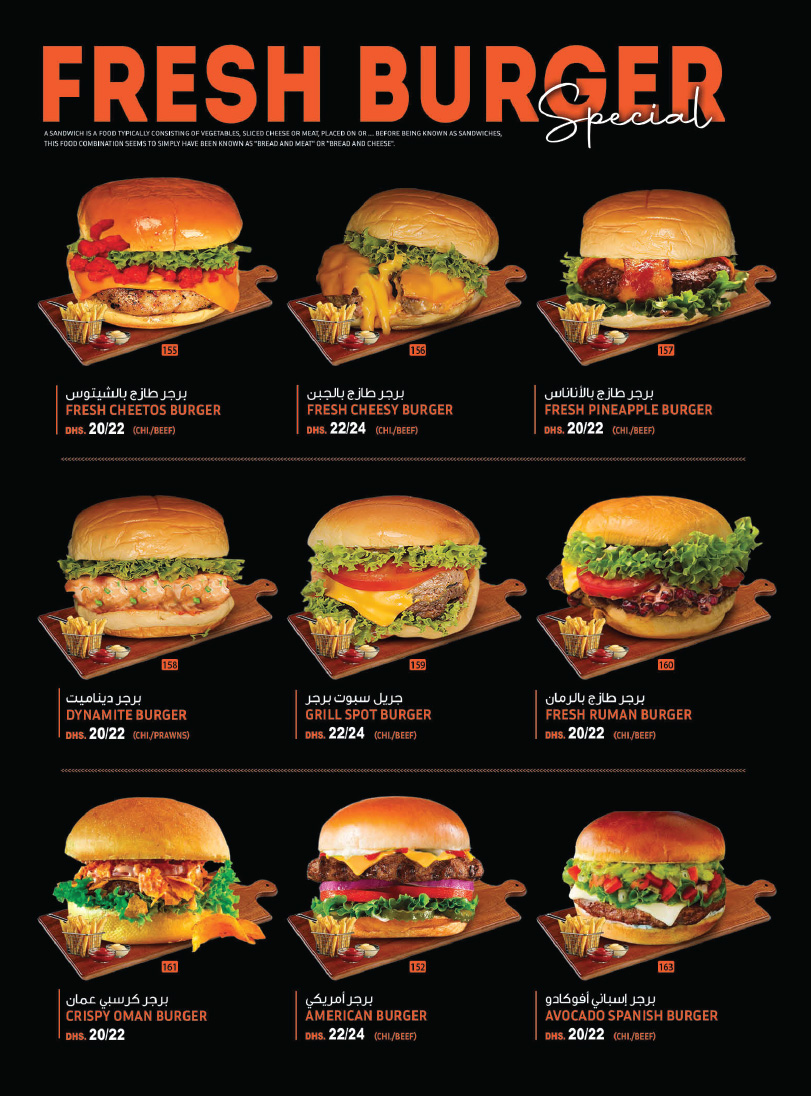 FRESH BURGER
Special
A SANDWICH IS A FOOD TYPICALLY CONSISTING OF VEGETABLES, SLICED CHEESE OR MEAT, PLACED ON OR .... BEFORE BEING KNOWN AS SANDWICHES,
THIS FOOD COMBINATION SEEMS TO SIMPLY HAVE BEEN KNOWN AS "BREAD AND MEAT" OR "BREAD AND CHEESE".
155
برجر طازج بالشيتوس
FRESH CHEETOS BURGER
DHS. 20/22 (CHI./BEEF)
156
برجر طازج بالجبن
FRESH CHEESY BURGER
DHS. 22/24 (CHI./BEEF)
157
برجر طازج بالأناناس
FRESH PINEAPPLE BURGER
DHS. 20/22 (CHI./BEEF)
158
برجر ديناميت
DYNAMITE BURGER
DHS. 20/22 (CHI./PRAWNS)
159
جريل سبوت برجر
GRILL SPOT BURGER
DHS. 22/24 (CHI./BEEF)
160
برجر طازج بالرمان
FRESH RUMAN BURGER
DHS. 20/22 (CHI./BEEF)
161
برجر كرسبي عمان
CRISPY OMAN BURGER
DHS. 20/22
152
برجر أمريكي
AMERICAN BURGER
DHS. 22/24 (CHI./BEEF)
163
برجر إسباني أفوكادو
AVOCADO SPANISH BURGER
DHS. 20/22 (CHI./BEEF)